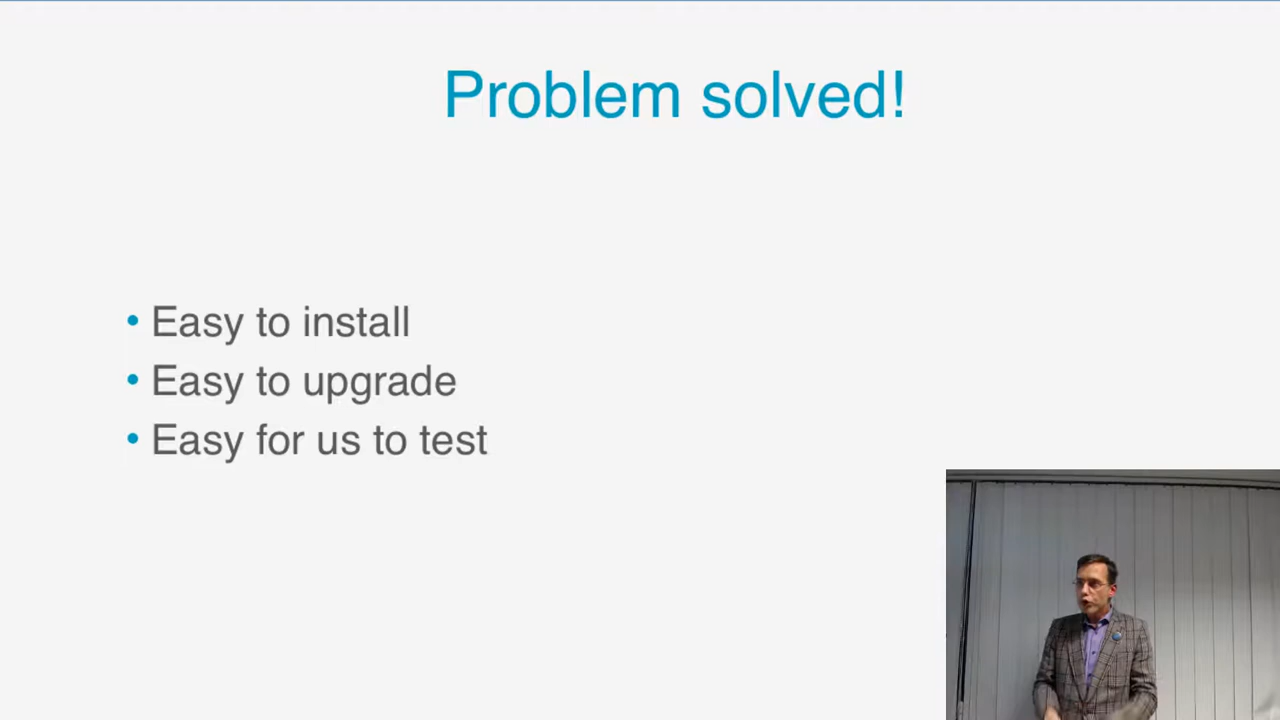 Problem solved!
• Easy to install
• Easy to upgrade
• Easy for us to test